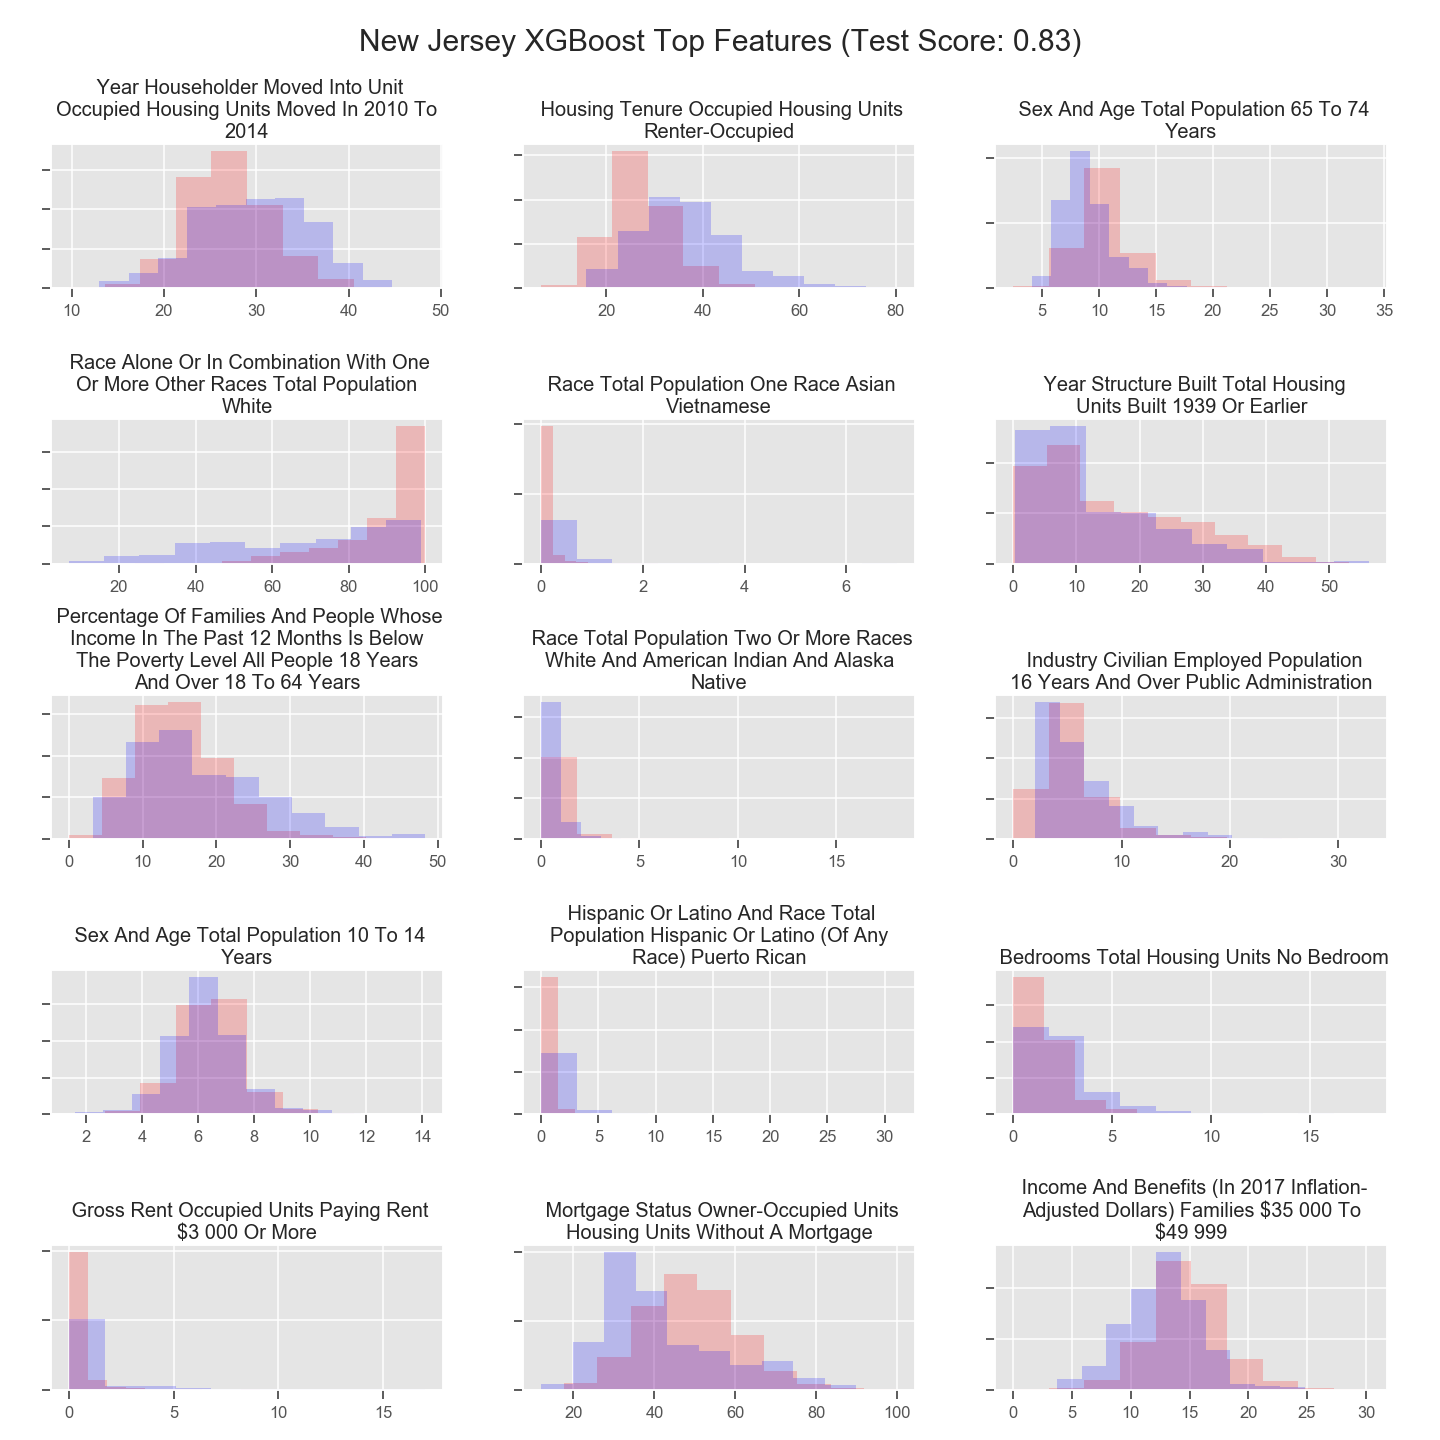 New Jersey XGBoost Top Features (Test Score: 0.83)
Year Householder Moved Into Unit
Occupied Housing Units Moved In 2010 To
2014
10 20 30 40 50
Housing Tenure Occupied Housing Units
Renter-Occupied
20 40 60 80
Sex And Age Total Population 65 To 74
Years
5 10 15 20 25 30 35
Race Alone Or In Combination With One
Or More Other Races Total Population
White
20 40 60 80 100
Race Total Population One Race Asian
Vietnamese
0 2 4 6
Year Structure Built Total Housing
Units Built 1939 Or Earlier
0 10 20 30 40 50
Percentage Of Families And People Whose
Income In The Past 12 Months Is Below
The Poverty Level All People 18 Years
And Over 18 To 64 Years
0 10 20 30 40 50
Race Total Population Two Or More Races
White And American Indian And Alaska
Native
0 5 10 15
Industry Civilian Employed Population
16 Years And Over Public Administration
0 10 20 30
Sex And Age Total Population 10 To 14
Years
2 4 6 8 10 12 14
Hispanic Or Latino And Race Total
Population Hispanic Or Latino (Of Any
Race) Puerto Rican
0 5 10 15 20 25 30
Bedrooms Total Housing Units No Bedroom
0 5 10 15
Gross Rent Occupied Units Paying Rent
$3 000 Or More
0 5 10 15
Mortgage Status Owner-Occupied Units
Housing Units Without A Mortgage
20 40 60 80 100
Income And Benefits (In 2017 Inflation-
Adjusted Dollars) Families $35 000 To
$49 999
0 5 10 15 20 25 30